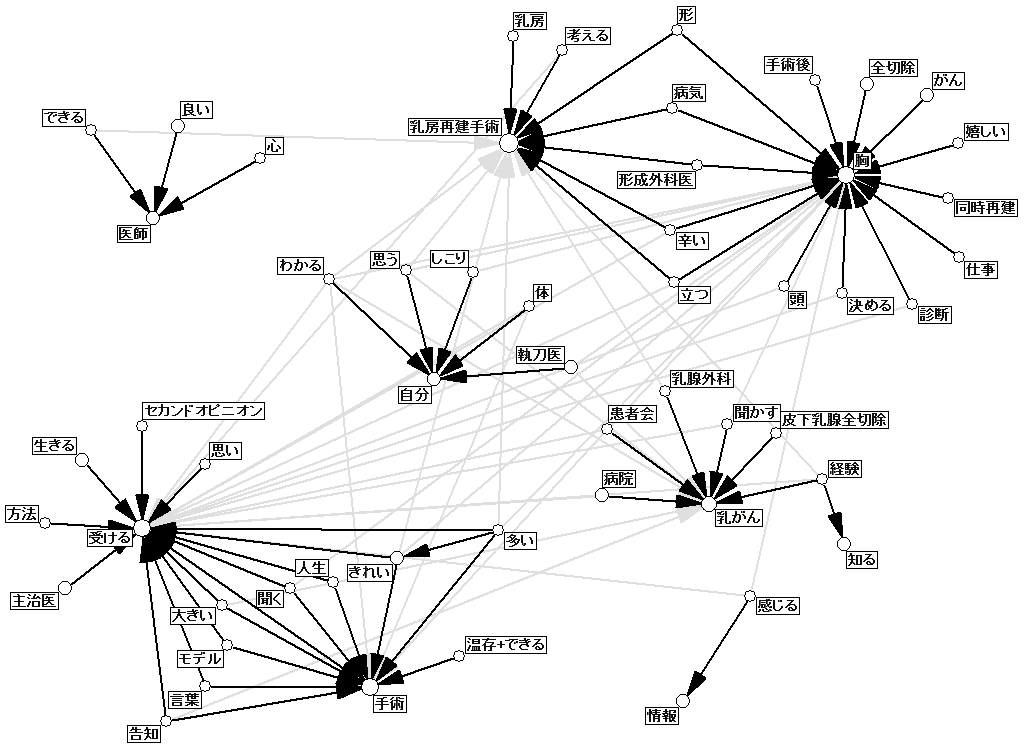 乳房
形
考える
手術後
全切除
がん
病気
できる
良い
乳房再建手術
嬉しい
心
胸
形成外科医
同時再建
医師
辛い
わかる
思う
しこり
仕事
体
立つ
頭
決める
診断
執刀医
自分
乳腺外科
セカンドオピニオン
患者会
聞かす
皮下乳腺全切除
生きる
思い
病院
経験
方法
乳がん
受ける
多い
知る
人生
きれい
主治医
聞く
大きい
感じる
温存+できる
モデル
言葉
手術
情報
告知